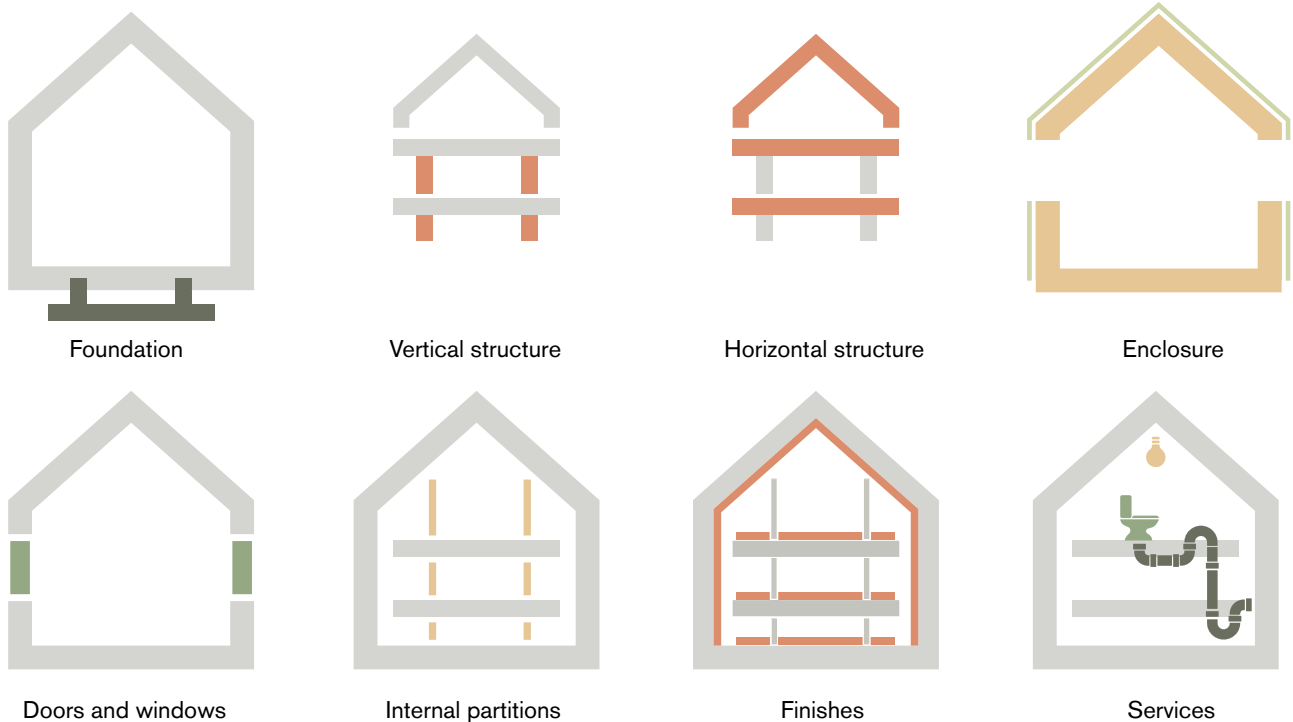 Foundation
Vertical structure
Horizontal structure
Enclosure
Doors and windows
Internal partitions
Finishes
Services